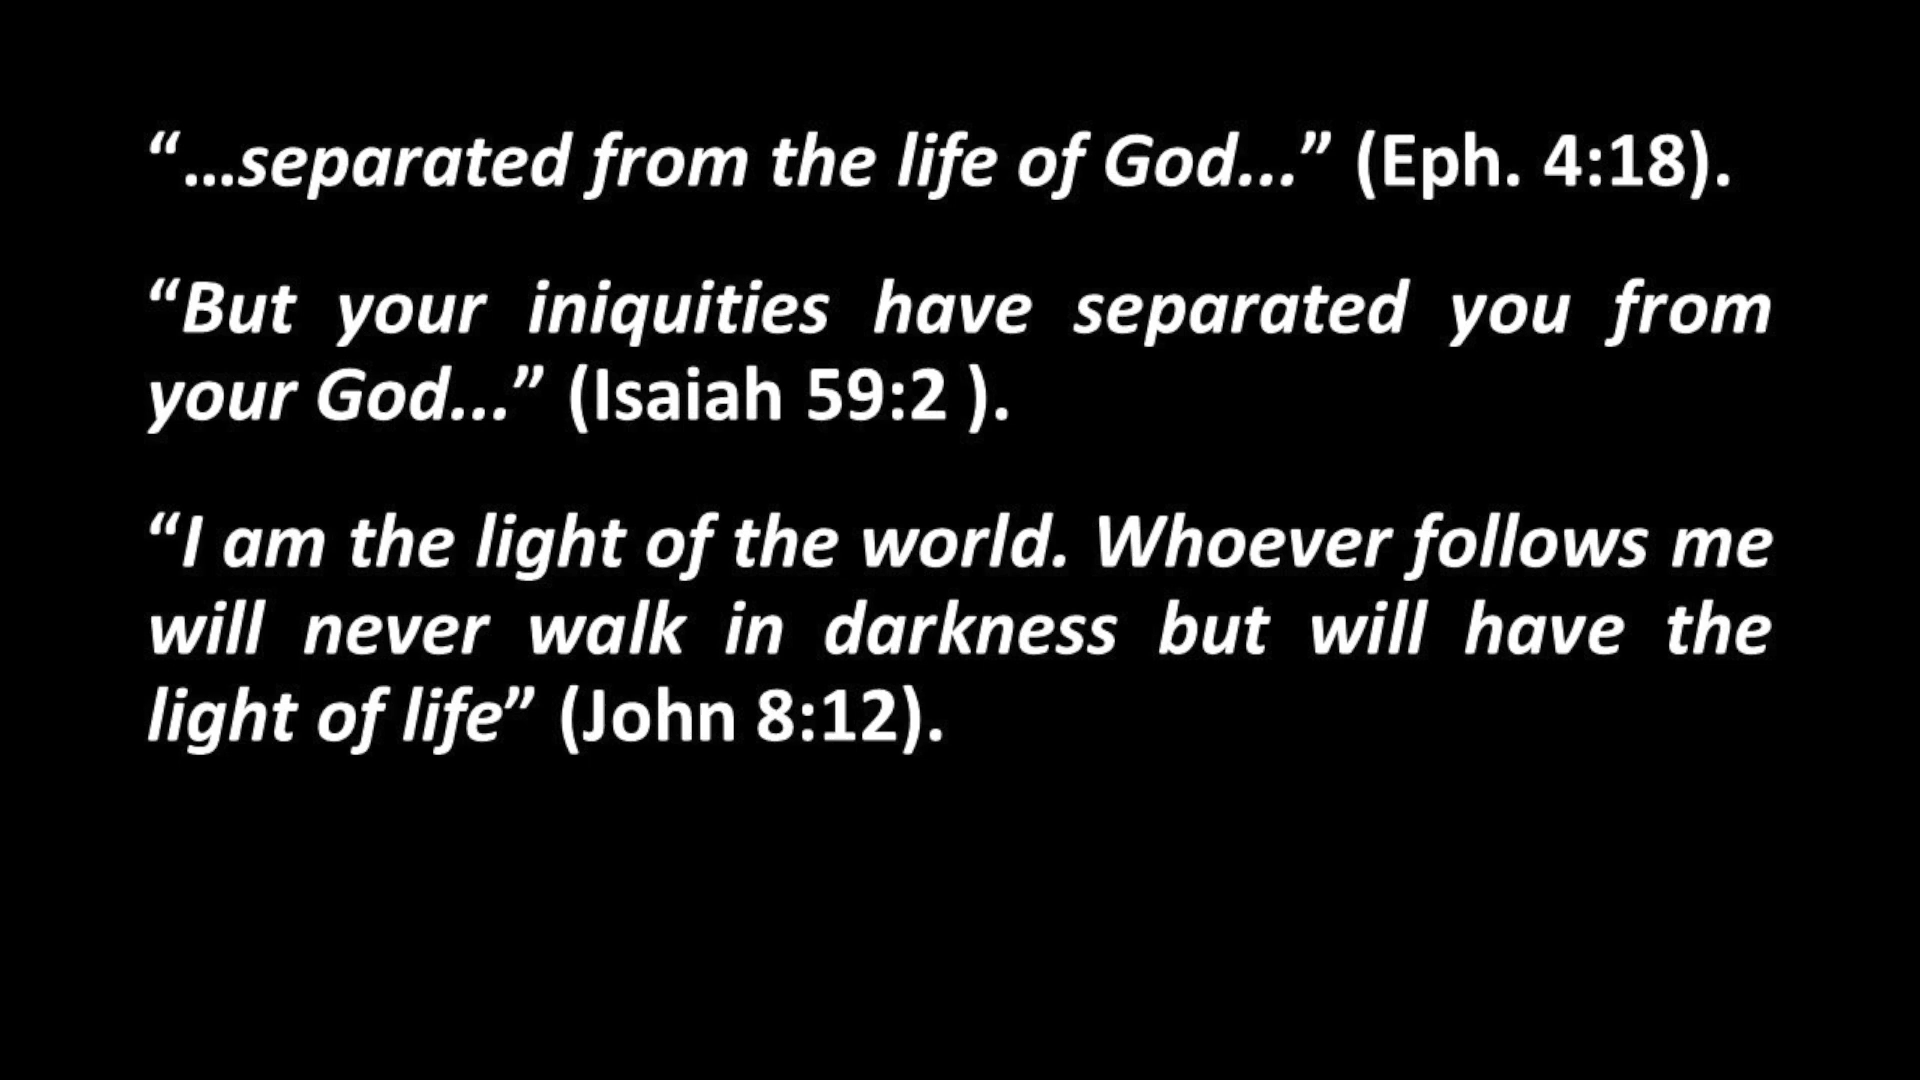 “...separated from the life of God...” (Eph. 4:18).
“But your iniquities have separated you from
your God...” (Isaiah 59:2 ).
“I am the light of the world. Whoever follows me
will never walk in darkness but will have the
light of life” (John 8:12).